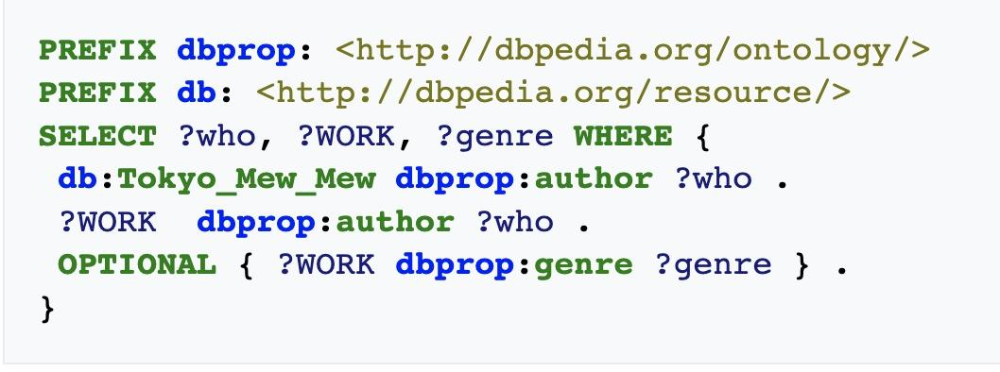 PREFIX dbprop: <http://dbpedia.org/ontology/>
PREFIX db: <http://dbpedia.org/resource/>
SELECT ?who, ?WORK, ?genre WHERE {
 db:Tokyo_Mew_Mew dbprop:author ?who .
 ?WORK  dbprop:author ?who .
 OPTIONAL { ?WORK dbprop:genre ?genre } .
}